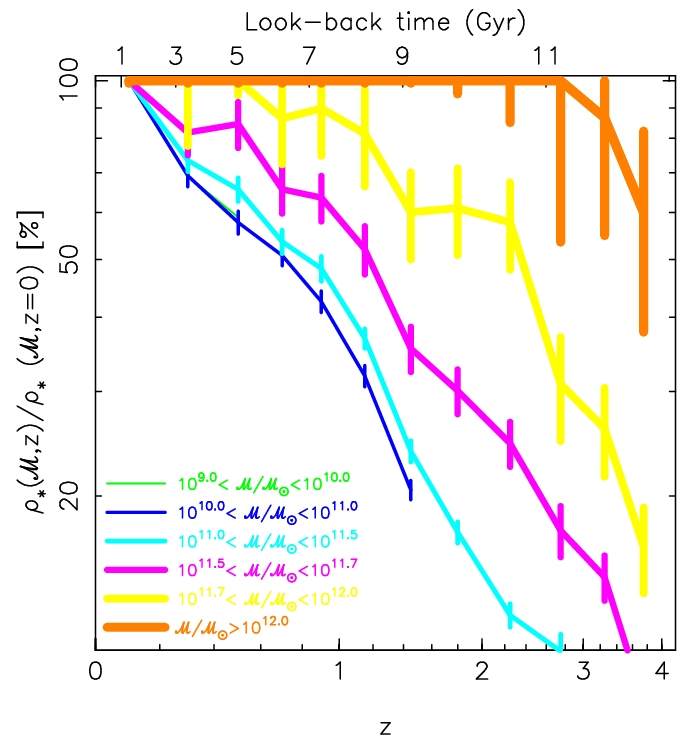 Look-back time (Gyr)
1 3 5 7 9 11
100
50
20
ρ*(ℳ,z)/ρ* (ℳ,z=0) [%]
10^9.0< ℳ/ℳ⊙<10^10.0
10^10.0< ℳ/ℳ⊙<10^11.0
10^11.0< ℳ/ℳ⊙<10^11.5
10^11.5< ℳ/ℳ⊙<10^11.7
10^11.7< ℳ/ℳ⊙<10^12.0
ℳ/ℳ⊙>10^12.0
0 1 2 3 4
z